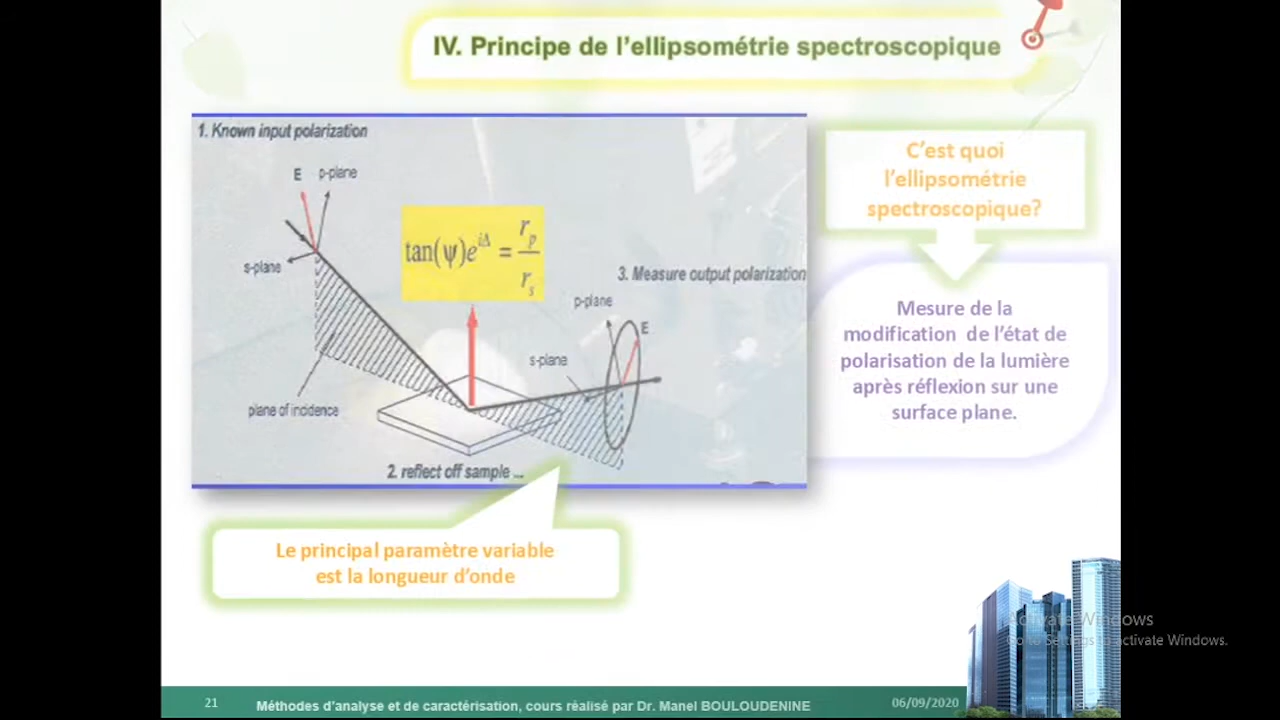 IV. Principe de l'ellipsométrie spectroscopique
1. Known input polarization
E
p-plane
s-plane
tan(ψ)e^{iΔ} = r_p / r_s
3. Measure output polarization
p-plane
E
s-plane
plane of incidence
2. reflect off sample ...
C'est quoi
l'ellipsométrie
spectroscopique?
Mesure de la
modification de l'état de
polarisation de la lumière
après réflexion sur une
surface plane.
Le principal paramètre variable
est la longueur d'onde
Activate Windows
Go to Settings to activate Windows.
21
Méthodes d'analyse et de caractérisation, cours réalisé par Dr. Manel BOULOUDENINE
06/09/2020